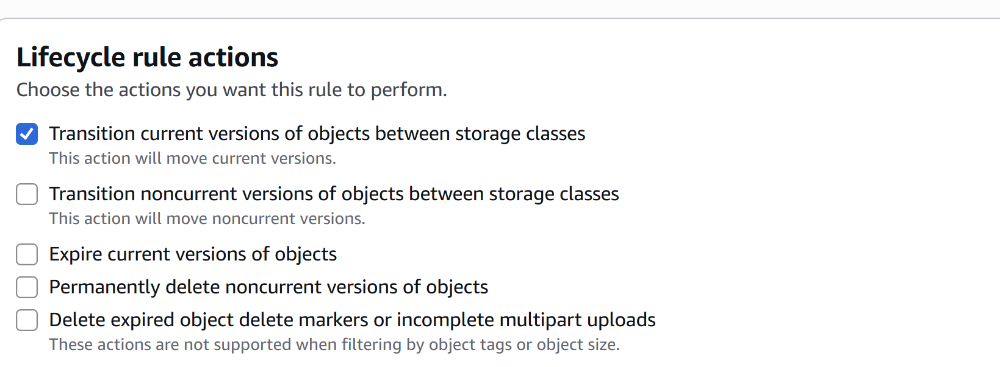 Lifecycle rule actions
Choose the actions you want this rule to perform.
Transition current versions of objects between storage classes
This action will move current versions.
Transition noncurrent versions of objects between storage classes
This action will move noncurrent versions.
Expire current versions of objects
Permanently delete noncurrent versions of objects
Delete expired object delete markers or incomplete multipart uploads
These actions are not supported when filtering by object tags or object size.